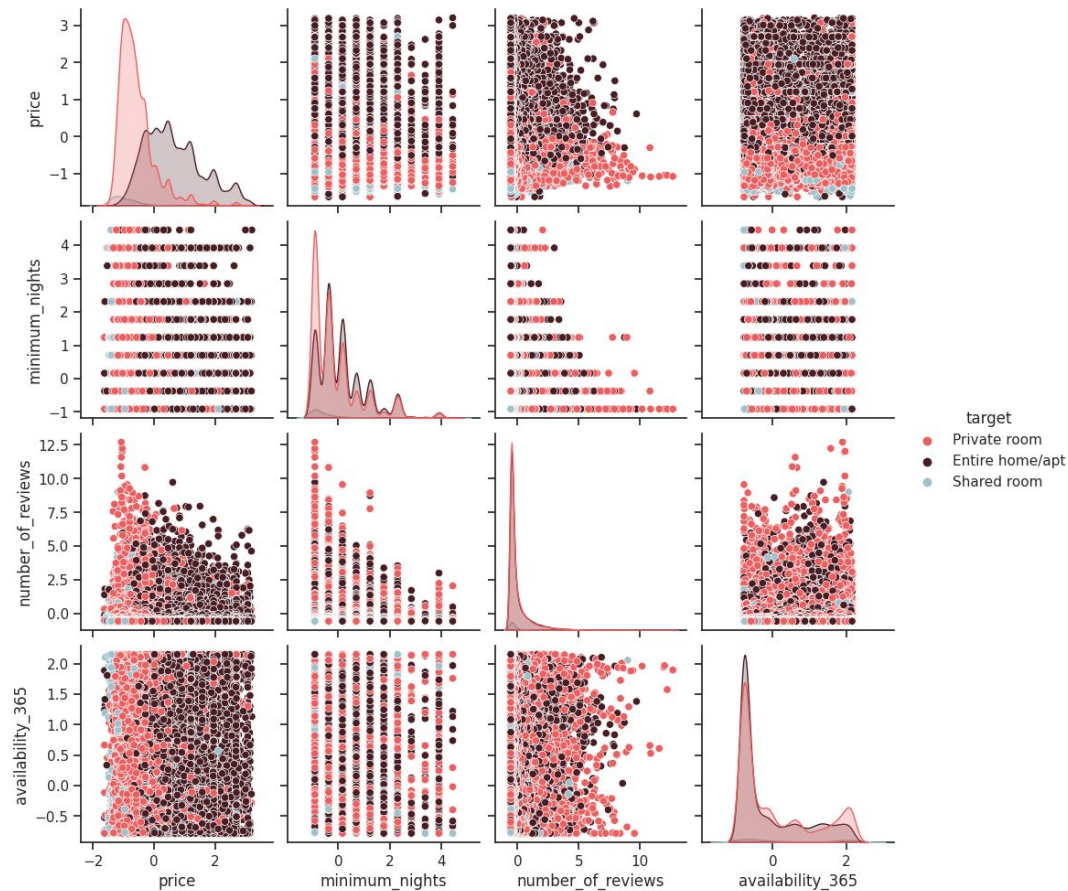 3
2
1
0
−1
price
4
3
2
1
0
−1
minimum_nights
target
Private room
Entire home/apt
Shared room
12.5
10.0
7.5
5.0
2.5
0.0
number_of_reviews
2.0
1.5
1.0
0.5
0.0
−0.5
availability_365
−2 0 2
0 2 4
0 5 10
0 2
price
minimum_nights
number_of_reviews
availability_365